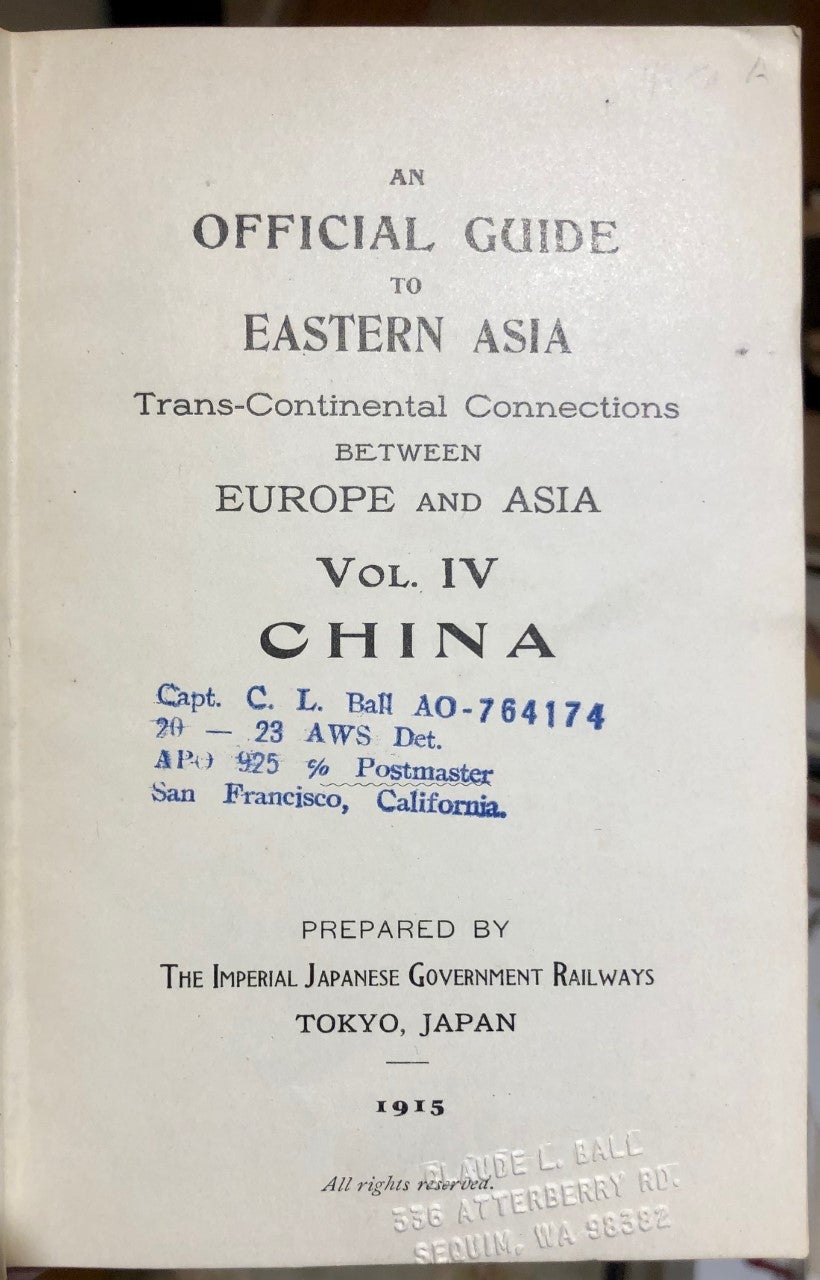 AN
OFFICIAL GUIDE
TO
EASTERN ASIA
Trans-Continental Connections
BETWEEN
EUROPE AND ASIA
VOL. IV
CHINA
Capt. C. L. Ball AO-764174
20 — 23 AWS Det.
APO 925 % Postmaster
San Francisco, California.
PREPARED BY
THE IMPERIAL JAPANESE GOVERNMENT RAILWAYS
TOKYO, JAPAN
1915
All rights reserved.
CLAUDE L. BALL
336 ATTERBERRY RD.
SEQUIM, WA 98382